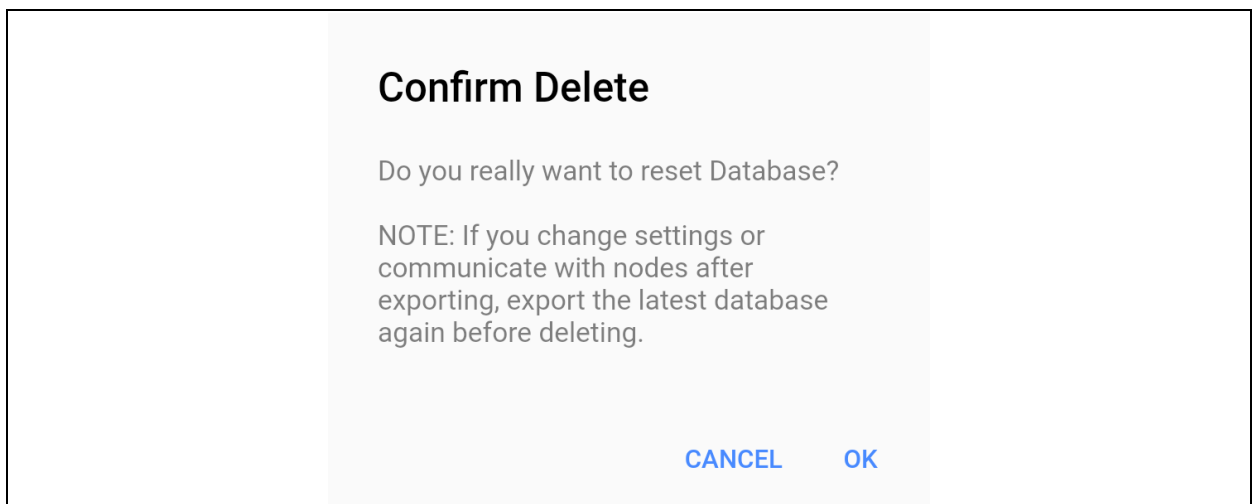 Confirm Delete
Do you really want to reset Database?
NOTE: If you change settings or
communicate with nodes after
exporting, export the latest database
again before deleting.
CANCEL OK